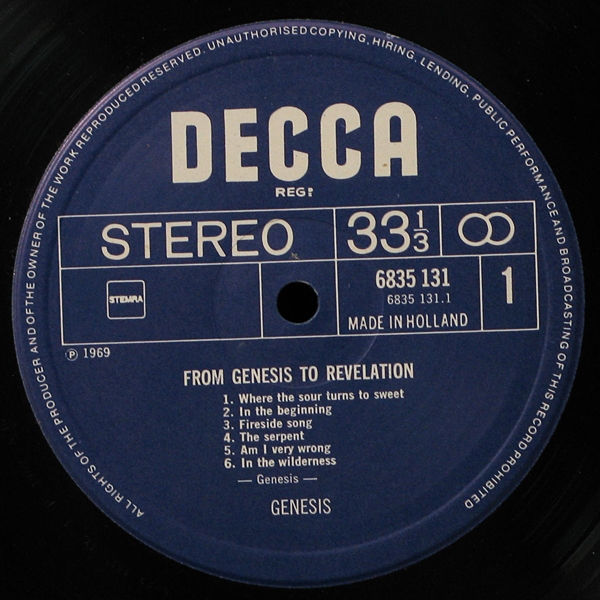 ALL RIGHTS OF THE PRODUCER AND OF THE OWNER OF THE WORK REPRODUCED RESERVED. UNAUTHORISED COPYING, HIRING, LENDING, PUBLIC PERFORMANCE AND BROADCASTING OF THIS RECORD PROHIBITED
DECCA
REGD
STEREO 33 1/3
STEMRA 6835 131 1
6835 131.1
MADE IN HOLLAND
Ⓟ 1969
FROM GENESIS TO REVELATION
1. Where the sour turns to sweet
2. In the beginning
3. Fireside song
4. The serpent
5. Am I very wrong
6. In the wilderness
— Genesis —
GENESIS